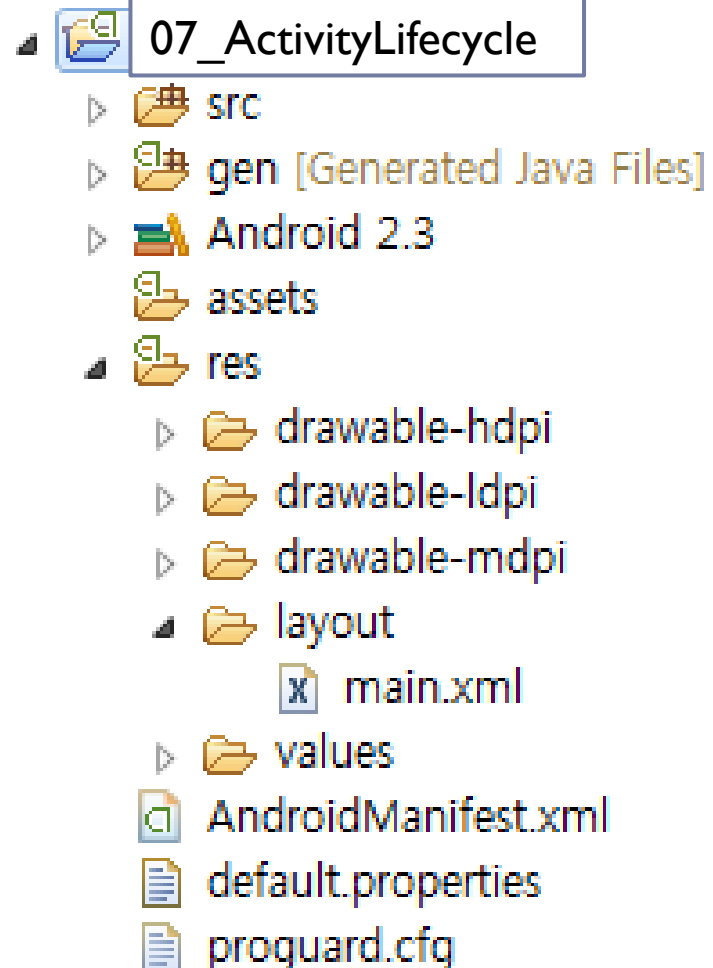 07_ActivityLifecycle
src
gen [Generated Java Files]
Android 2.3
assets
res
drawable-hdpi
drawable-ldpi
drawable-mdpi
layout
main.xml
values
AndroidManifest.xml
default.properties
proguard.cfg